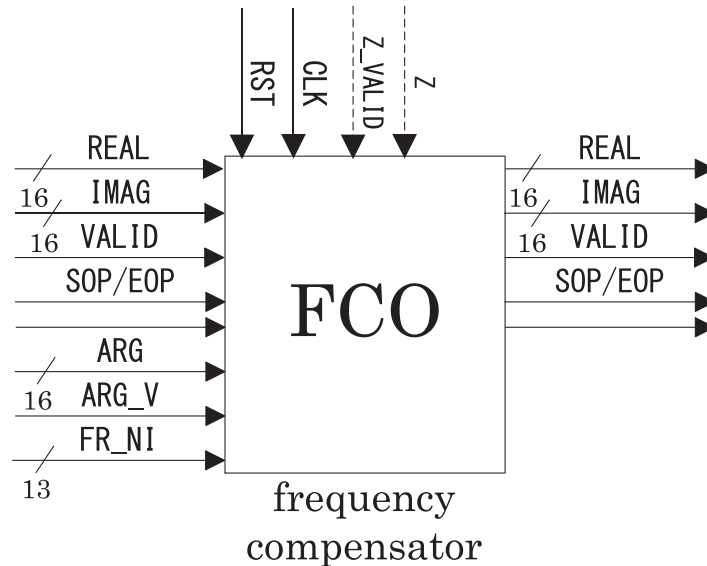 RST
CLK
Z_VALID
Z
REAL
16
IMAG
16
VALID
SOP/EOP
ARG
16
ARG_V
FR_NI
13
FCO
REAL
16
IMAG
16
VALID
SOP/EOP
frequency
compensator